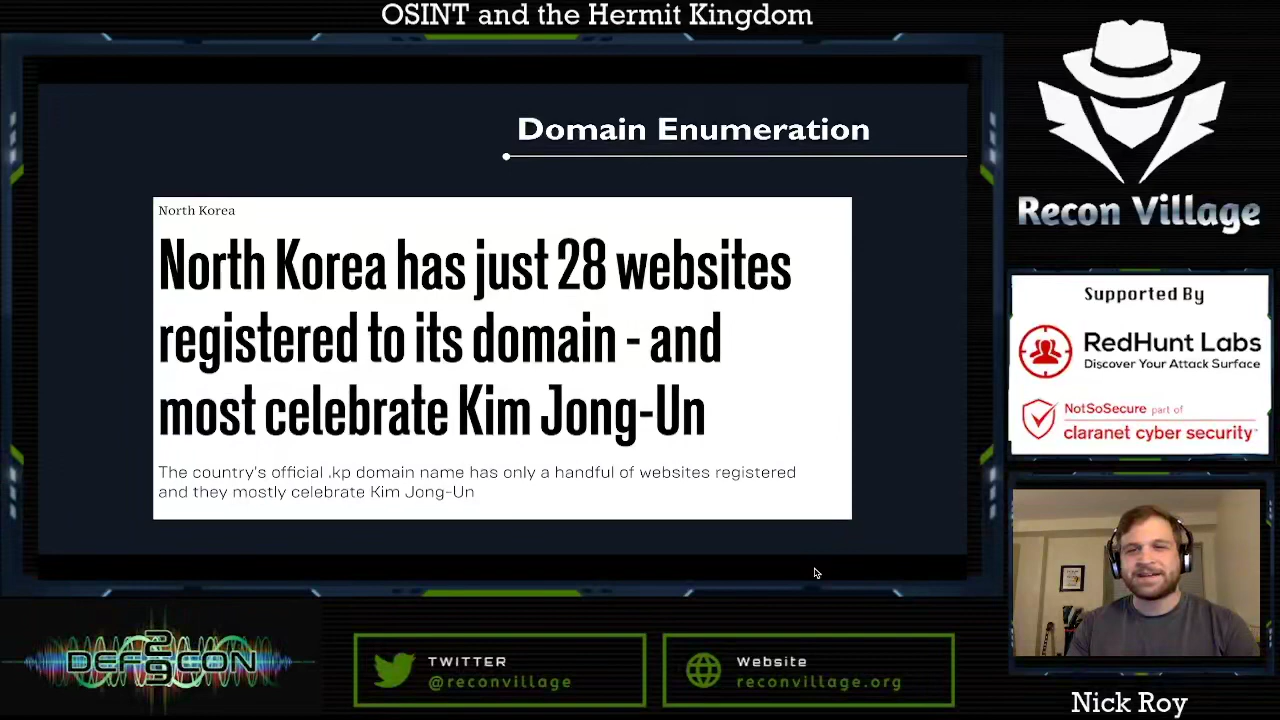 OSINT and the Hermit Kingdom
Domain Enumeration
North Korea
North Korea has just 28 websites
registered to its domain - and
most celebrate Kim Jong-Un
The country's official .kp domain name has only a handful of websites registered
and they mostly celebrate Kim Jong-Un
Recon Village
Supported By
RedHunt Labs
Discover Your Attack Surface
NotSoSecure part of
claranet cyber security
DEFCON
29
TWITTER
@reconvillage
Website
reconvillage.org
Nick Roy